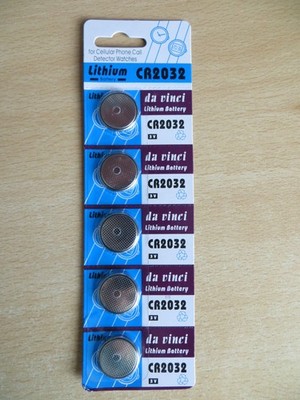 for Cellular Phone Call
Detector Watches
Lithium CR2032
Battery
da vinci
Lithium Battery
CR2032
3V
da vinci
Lithium Battery
CR2032
3V
da vinci
Lithium Battery
CR2032
3V
da vinci
Lithium Battery
CR2032
3V
da vinci
Lithium Battery
CR2032
3V